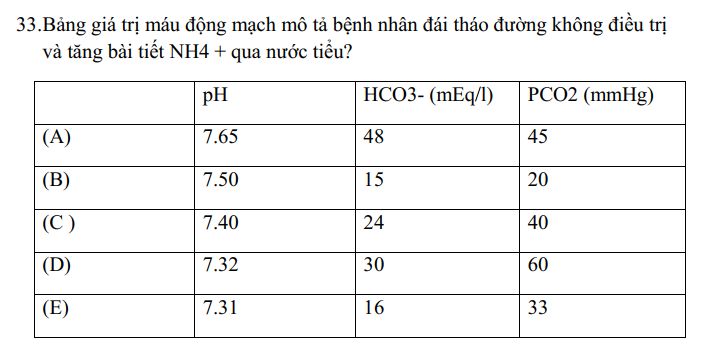 33.Bảng giá trị máu động mạch mô tả bệnh nhân đái tháo đường không điều trị
và tăng bài tiết NH4 + qua nước tiểu?
pH HCO3- (mEq/l) PCO2 (mmHg)
(A) 7.65 48 45
(B) 7.50 15 20
(C ) 7.40 24 40
(D) 7.32 30 60
(E) 7.31 16 33